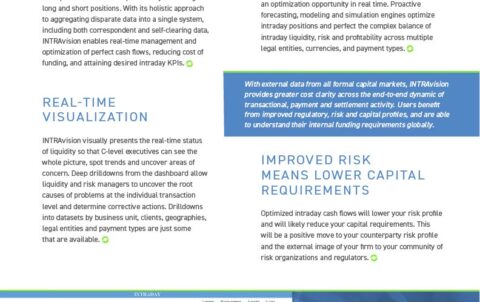 long and short positions. With its holistic approach
to aggregating disparate data into a single system,
including both correspondent and self-clearing data,
INTRAvision enables real-time management and
optimization of perfect cash flows, reducing cost of
funding, and attaining desired intraday KPIs.
REAL-TIME
VISUALIZATION
INTRAvision visually presents the real-time status
of liquidity so that C-level executives can see the
whole picture, spot trends and uncover areas of
concern. Deep drilldowns from the dashboard allow
liquidity and risk managers to uncover the root
causes of problems at the individual transaction
level and determine corrective actions. Drilldowns
into datasets by business unit, clients, geographies,
legal entities and payment types are just some
that are available.
an optimization opportunity in real time. Proactive
forecasting, modeling and simulation engines optimize
intraday positions and perfect the complex balance of
intraday liquidity, risk and profitability across multiple
legal entities, currencies, and payment types.
With external data from all formal capital markets, INTRAvision
provides greater cost clarity across the end-to-end dynamic of
transactional, payment and settlement activity. Users benefit
from improved regulatory, risk and capital profiles, and are able
to understand their internal funding requirements globally.
IMPROVED RISK
MEANS LOWER CAPITAL
REQUIREMENTS
Optimized intraday cash flows will lower your risk profile
and will likely reduce your capital requirements. This
will be a positive move to your counterparty risk profile
and the external image of your firm to your community of
risk organizations and regulators.
INTRADAY